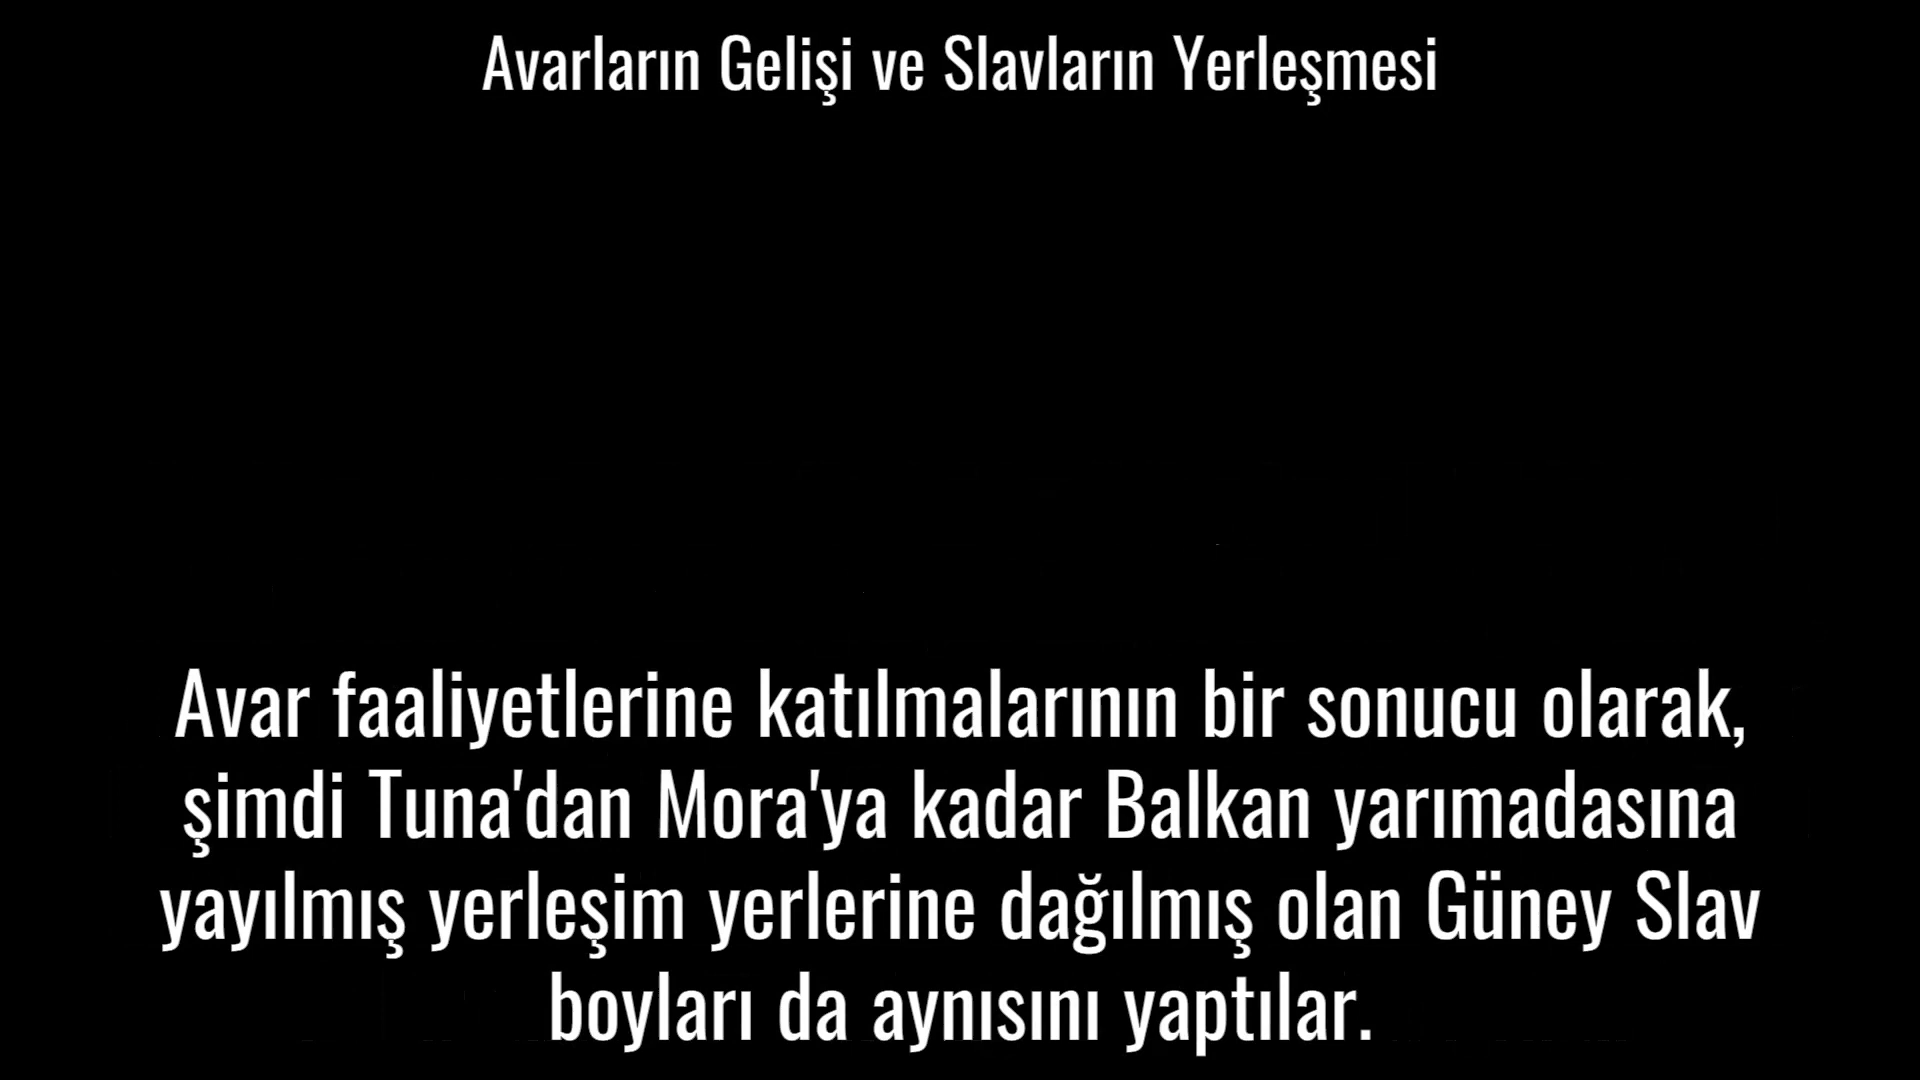 Avarların Gelişi ve Slavların Yerleşmesi
Avar faaliyetlerine katılmalarının bir sonucu olarak,
şimdi Tuna'dan Mora'ya kadar Balkan yarımadasına
yayılmış yerleşim yerlerine dağılmış olan Güney Slav
boyları da aynısını yaptılar.